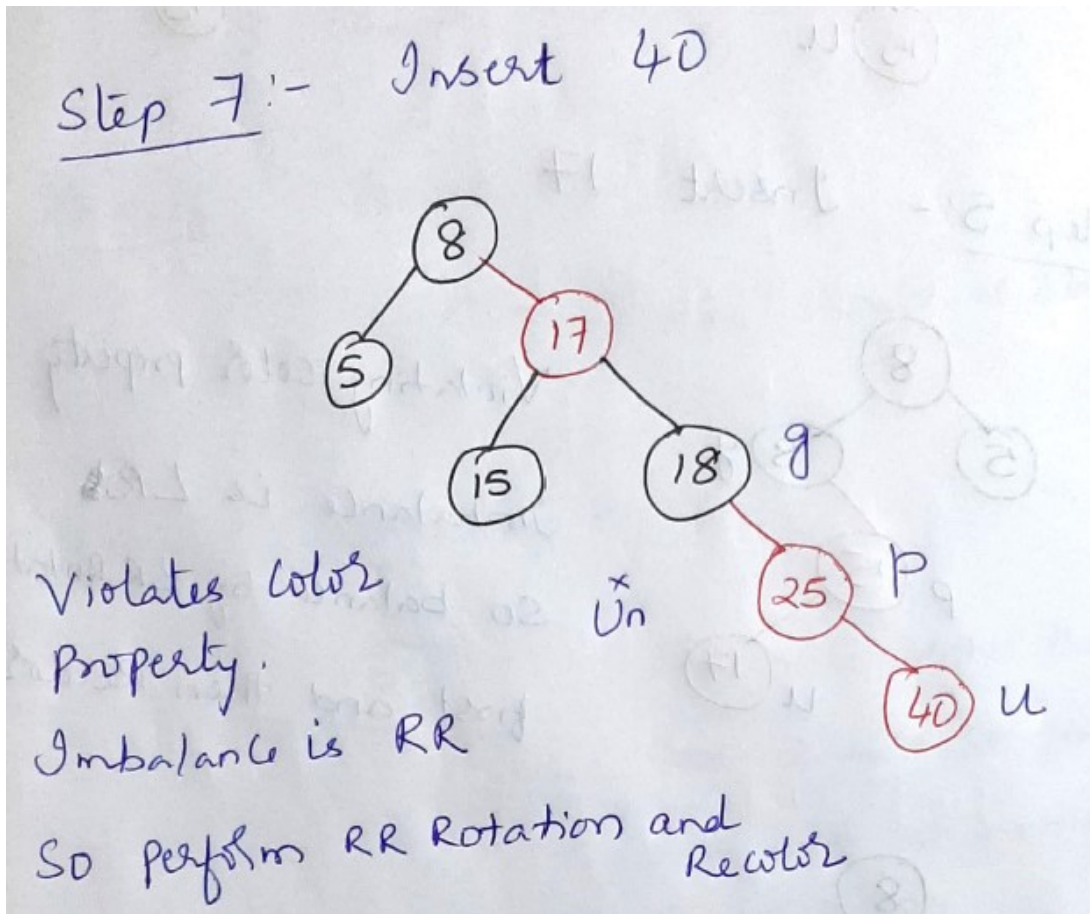 Step 7:- Insert 40
8
17
5
15
18 g
25 p
Un
40 u
Violates Color
Property.
Imbalance is RR
So perform RR Rotation and
Recolor